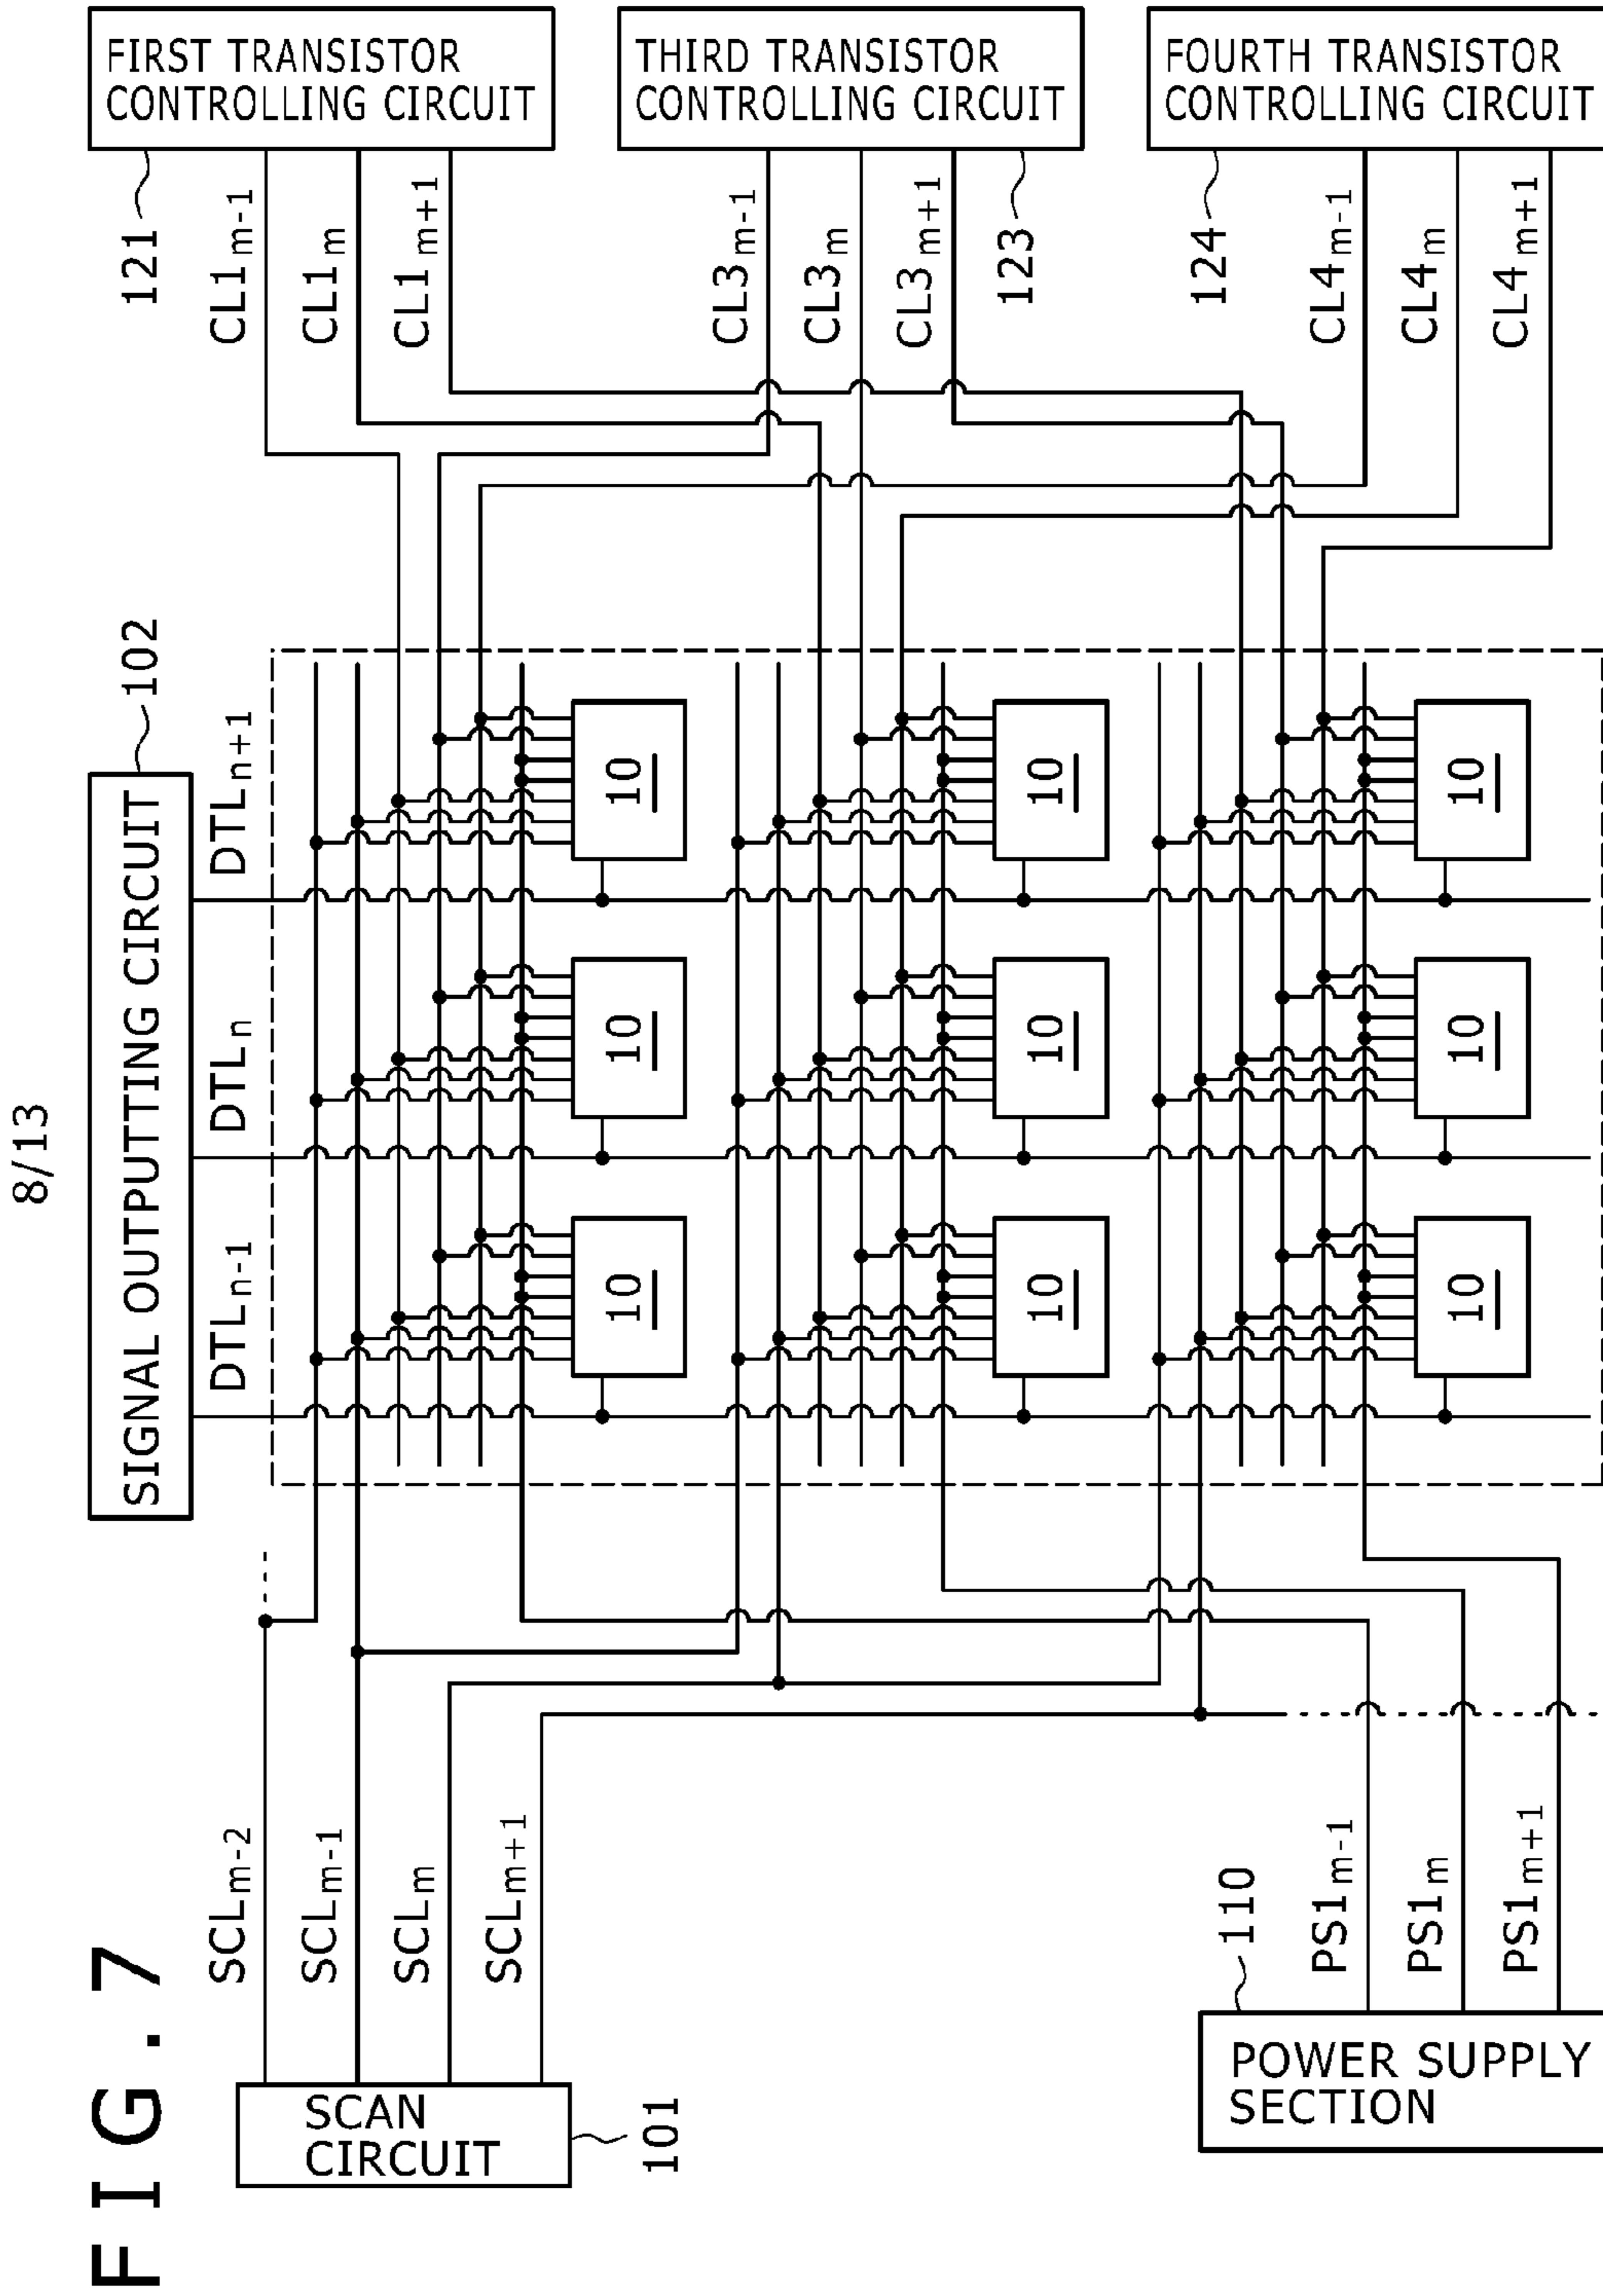 8/13
FIG. 7
SIGNAL OUTPUTTING CIRCUIT
102
DTLn-1
DTLn
DTLn+1
SCAN
CIRCUIT
101
SCLm-2
SCLm-1
SCLm
SCLm+1
POWER SUPPLY
SECTION
110
PS1m-1
PS1m
PS1m+1
10
10
10
10
10
10
10
10
10
FIRST TRANSISTOR
CONTROLLING CIRCUIT
121
CL1m-1
CL1m
CL1m+1
THIRD TRANSISTOR
CONTROLLING CIRCUIT
CL3m-1
CL3m
CL3m+1
123
FOURTH TRANSISTOR
CONTROLLING CIRCUIT
124
CL4m-1
CL4m
CL4m+1